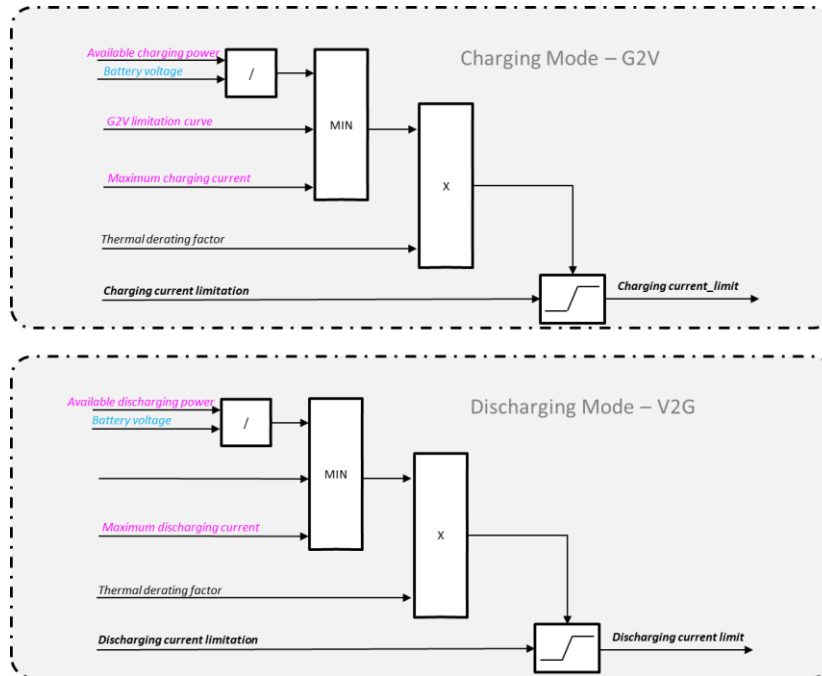 Available charging power
Battery voltage
/
Charging Mode – G2V
G2V limitation curve
MIN
Maximum charging current
X
Thermal derating factor
Charging current limitation
Charging current_limit
Available discharging power
Battery voltage
/
Discharging Mode – V2G
MIN
Maximum discharging current
X
Thermal derating factor
Discharging current limitation
Discharging current limit